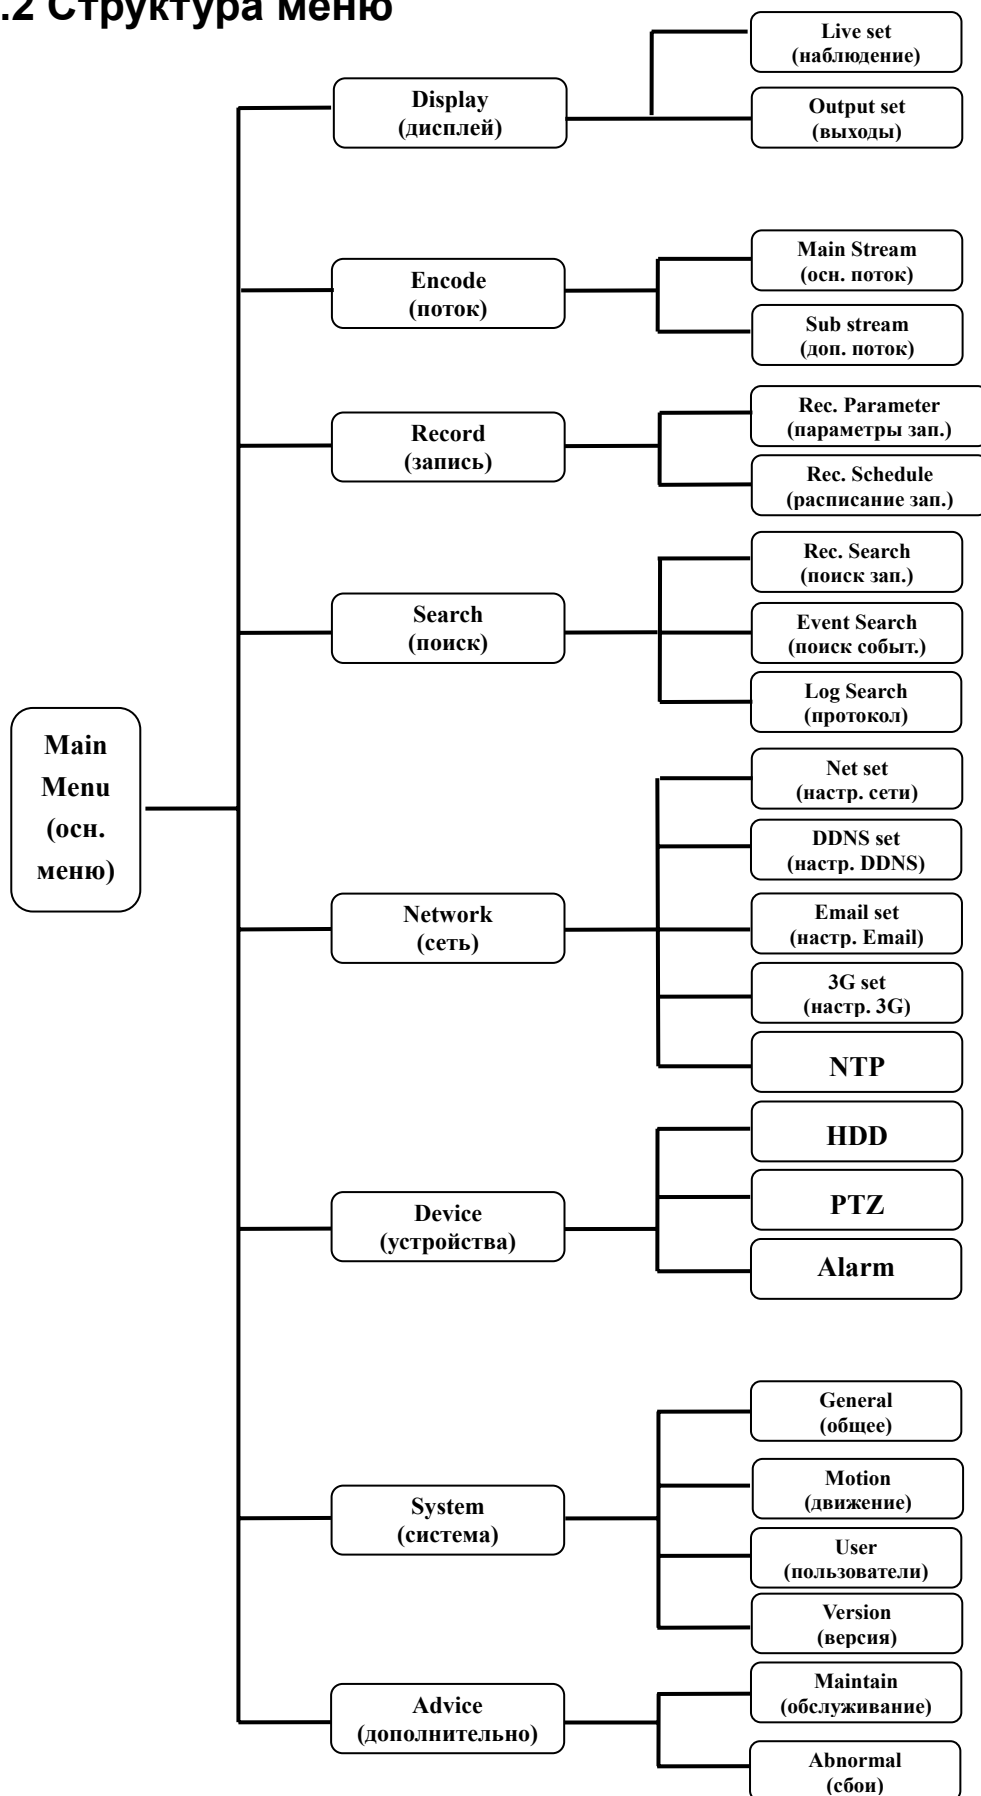 .2 Структура меню
Live set
(наблюдение)
Display
(дисплей)
Output set
(выходы)
Main Stream
(осн. поток)
Encode
(поток)
Sub stream
(доп. поток)
Rec. Parameter
(параметры зап.)
Record
(запись)
Rec. Schedule
(расписание зап.)
Rec. Search
(поиск зап.)
Search
(поиск)
Event Search
(поиск событ.)
Log Search
(протокол)
Main
Menu
(осн.
меню)
Net set
(настр. сети)
DDNS set
(настр. DDNS)
Network
(сеть)
Email set
(настр. Email)
3G set
(настр. 3G)
NTP
HDD
Device
(устройства)
PTZ
Alarm
General
(общее)
Motion
(движение)
System
(система)
User
(пользователи)
Version
(версия)
Maintain
(обслуживание)
Advice
(дополнительно)
Abnormal
(сбои)